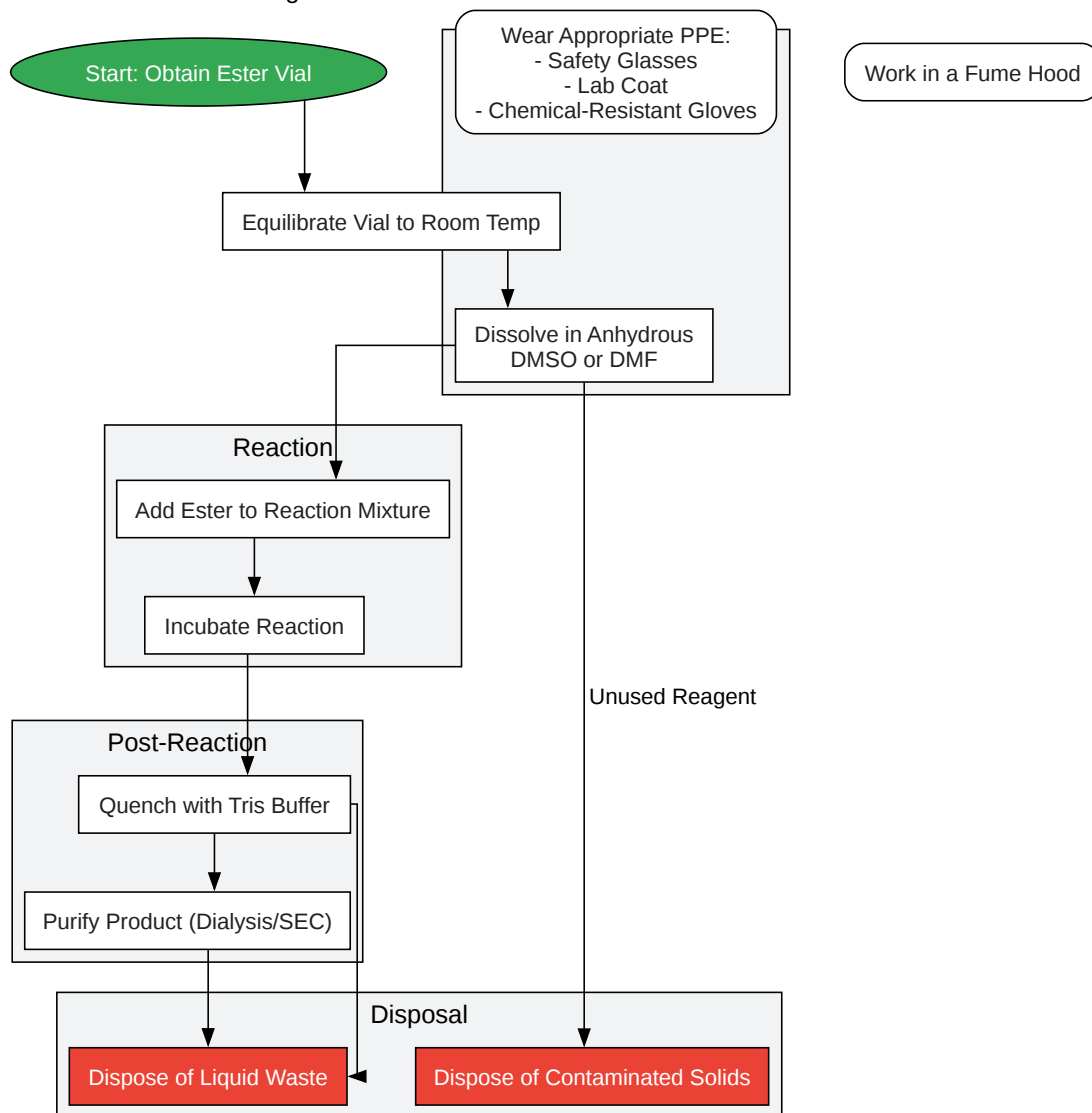 Start: Obtain Ester Vial
Wear Appropriate PPE:
- Safety Glasses
- Lab Coat
- Chemical-Resistant Gloves
Work in a Fume Hood
Equilibrate Vial to Room Temp
Dissolve in Anhydrous
DMSO or DMF
Reaction
Add Ester to Reaction Mixture
Incubate Reaction
Unused Reagent
Post-Reaction
Quench with Tris Buffer
Purify Product (Dialysis/SEC)
Disposal
Dispose of Liquid Waste
Dispose of Contaminated Solids